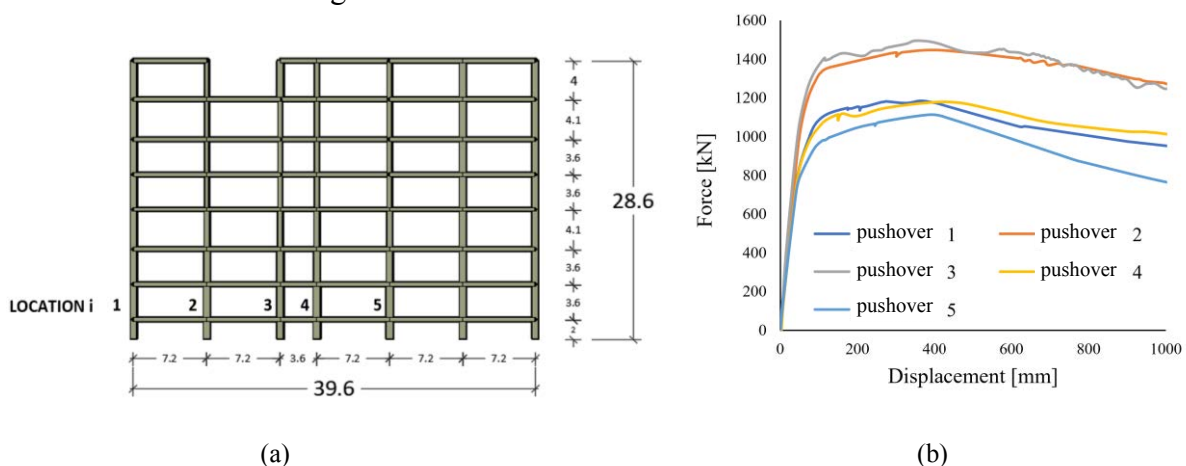 4
4.1
3.6
3.6
3.6
4.1
3.6
3.6
2
28.6
LOCATION i 1 2 3 4 5
7.2 7.2 3.6 7.2 7.2 7.2
39.6
(a)
1600
1400
1200
1000
800
600
400
200
0
Force [kN]
pushover 1 pushover 2
pushover 3 pushover 4
pushover 5
0 200 400 600 800 1000
Displacement [mm]
(b)